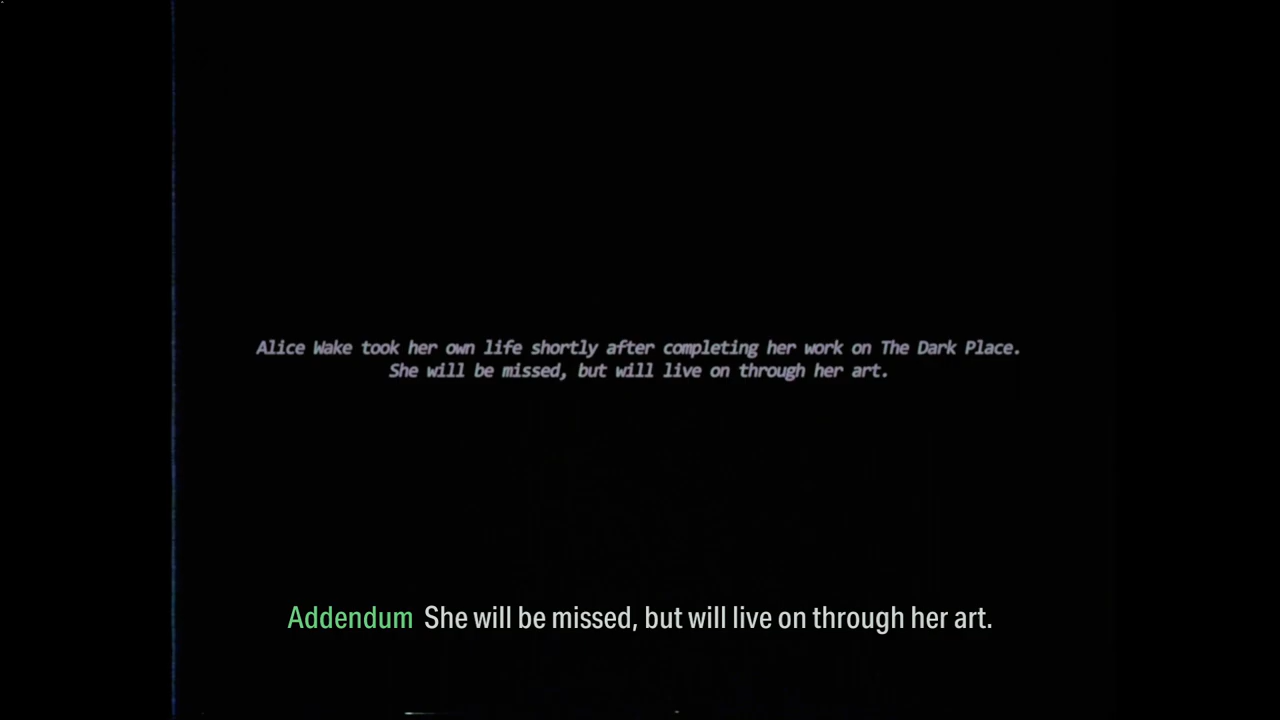 Alice Wake took her own life shortly after completing her work on The Dark Place.
She will be missed, but will live on through her art.
Addendum She will be missed, but will live on through her art.